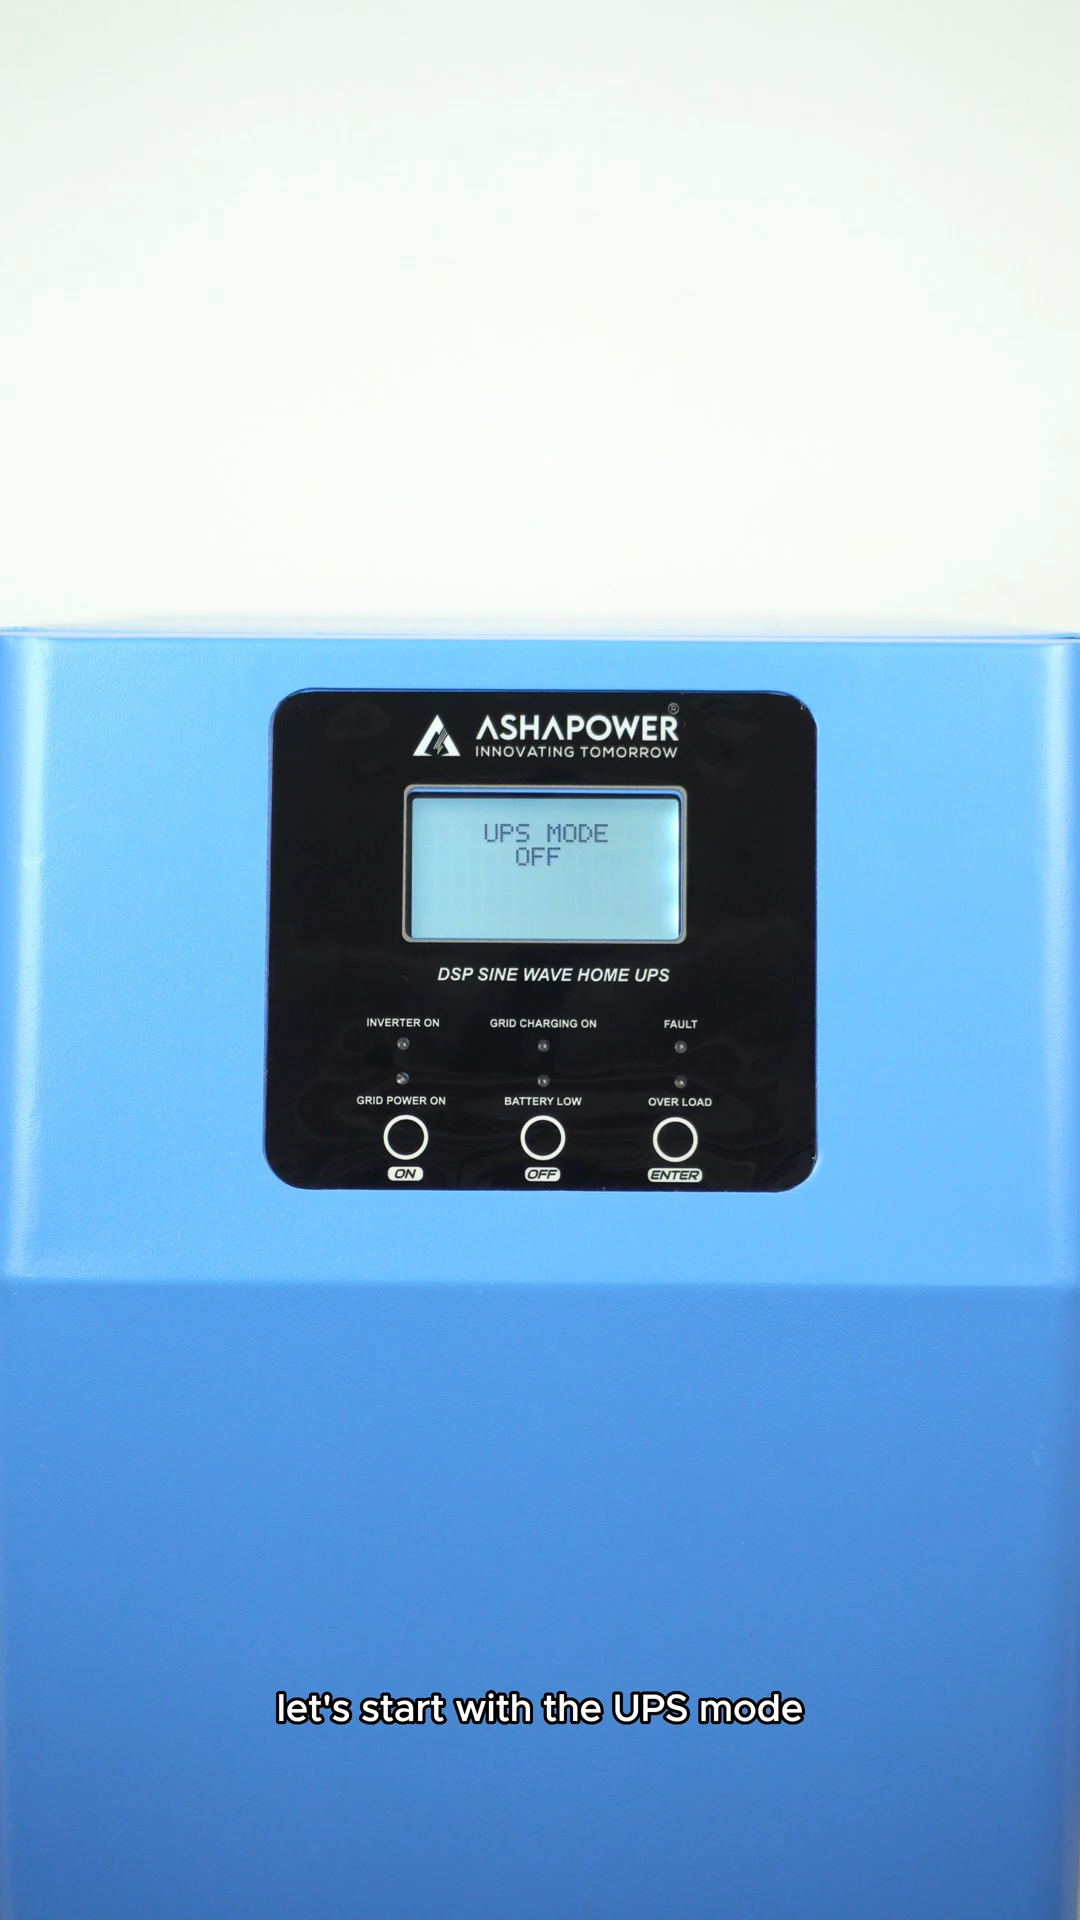 ASHAPOWER®
INNOVATING TOMORROW
UPS MODE
OFF
DSP SINE WAVE HOME UPS
INVERTER ON GRID CHARGING ON FAULT
GRID POWER ON BATTERY LOW OVER LOAD
ON OFF ENTER
let's start with the UPS mode